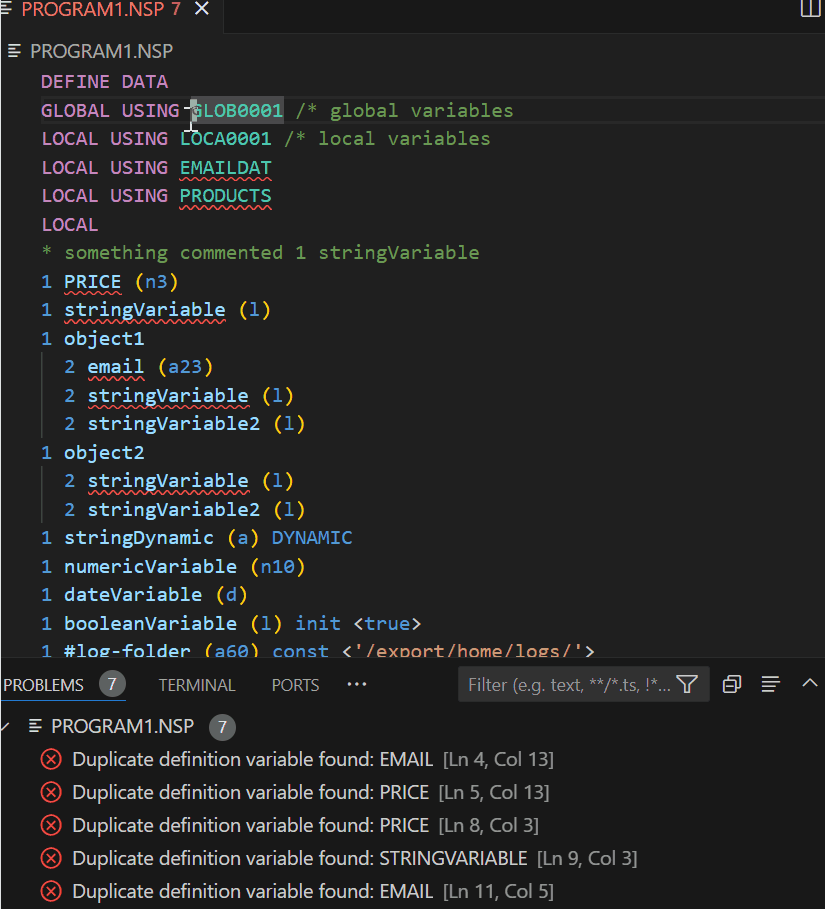 PROGRAM1.NSP 7
PROGRAM1.NSP
DEFINE DATA
GLOBAL USING GLOB0001 /* global variables
LOCAL USING LOCA0001 /* local variables
LOCAL USING EMAILDAT
LOCAL USING PRODUCTS
LOCAL
* something commented 1 stringVariable
1 PRICE (n3)
1 stringVariable (l)
1 object1
2 email (a23)
2 stringVariable (l)
2 stringVariable2 (l)
1 object2
2 stringVariable (l)
2 stringVariable2 (l)
1 stringDynamic (a) DYNAMIC
1 numericVariable (n10)
1 dateVariable (d)
1 booleanVariable (l) init <true>
1 #log-folder (a60) const <'/export/home/logs/'>
PROBLEMS 7 TERMINAL PORTS ··· Filter (e.g. text, **/*.ts, !*...
PROGRAM1.NSP 7
Duplicate definition variable found: EMAIL [Ln 4, Col 13]
Duplicate definition variable found: PRICE [Ln 5, Col 13]
Duplicate definition variable found: PRICE [Ln 8, Col 3]
Duplicate definition variable found: STRINGVARIABLE [Ln 9, Col 3]
Duplicate definition variable found: EMAIL [Ln 11, Col 5]